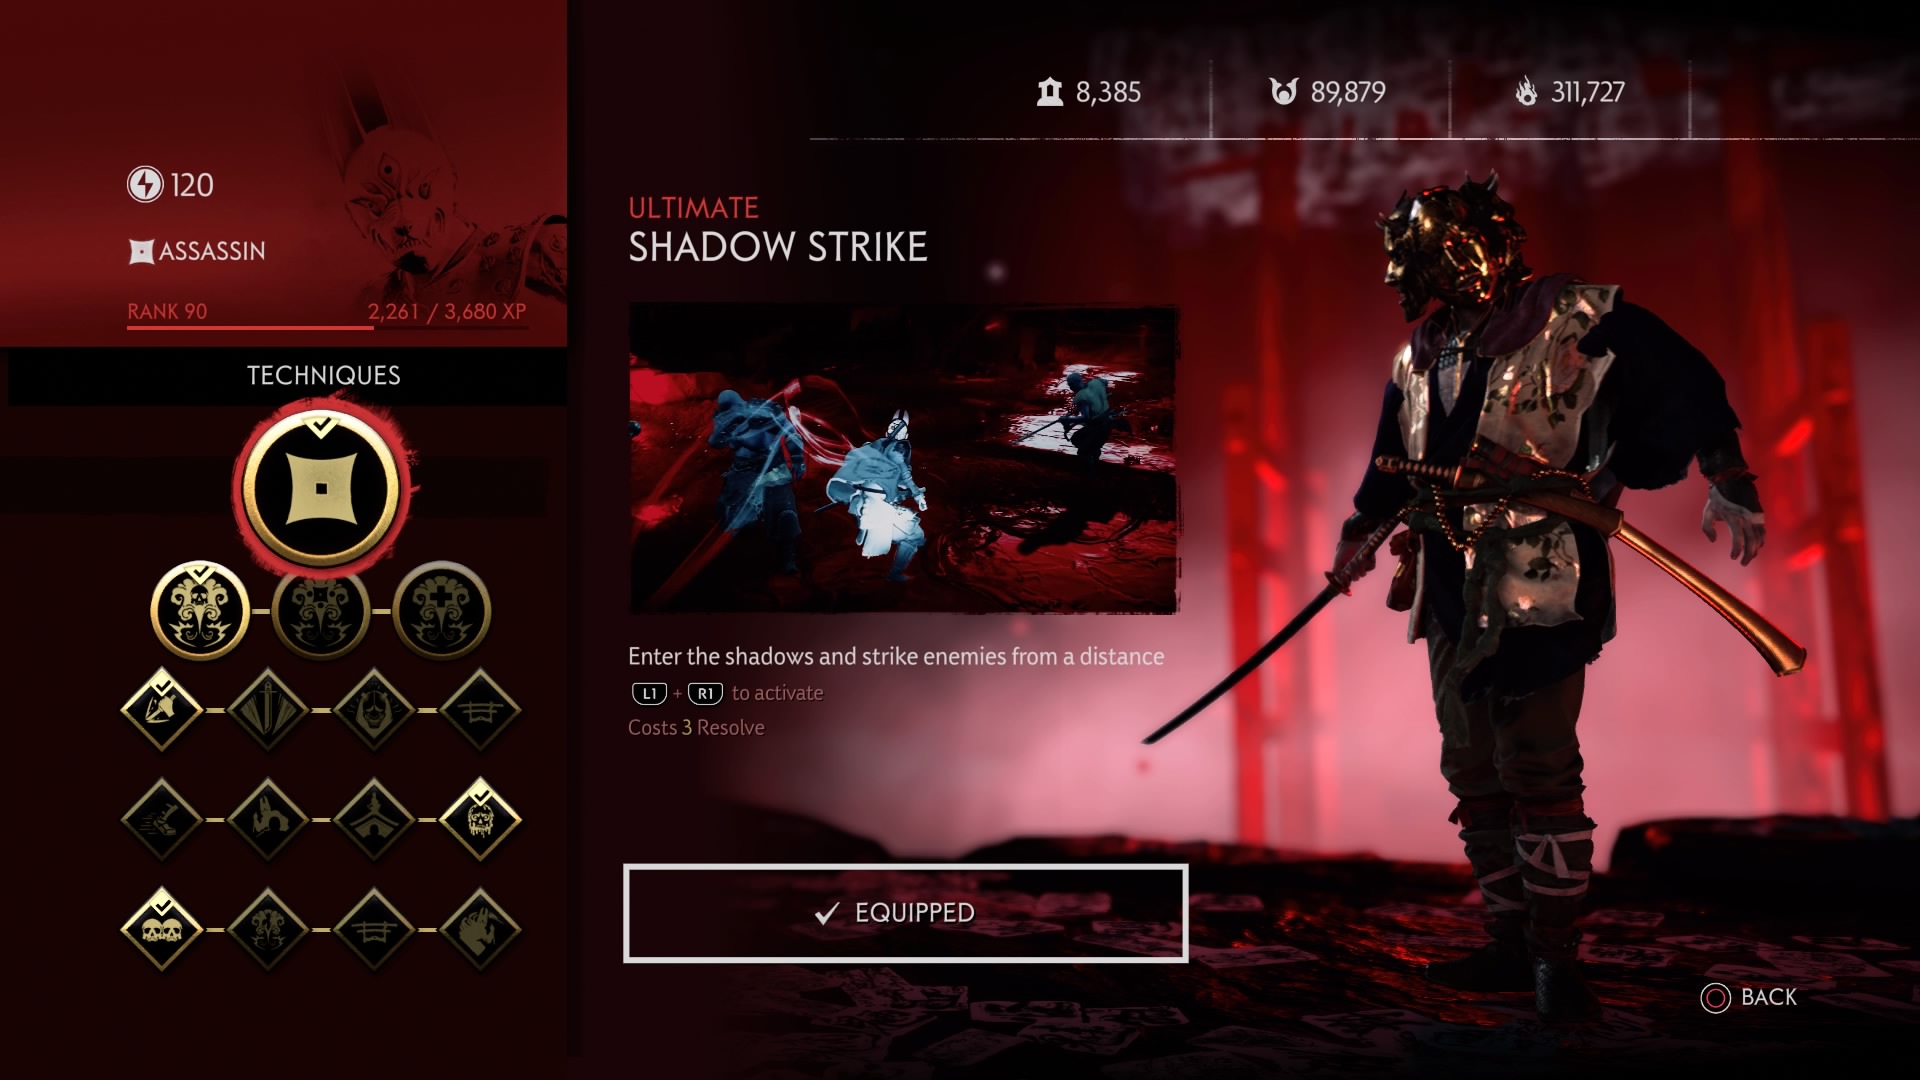 8,385
89,879
311,727
120
ASSASSIN
RANK 90
2,261 / 3,680 XP
TECHNIQUES
ULTIMATE
SHADOW STRIKE
Enter the shadows and strike enemies from a distance
L1 + R1 to activate
Costs 3 Resolve
EQUIPPED
BACK